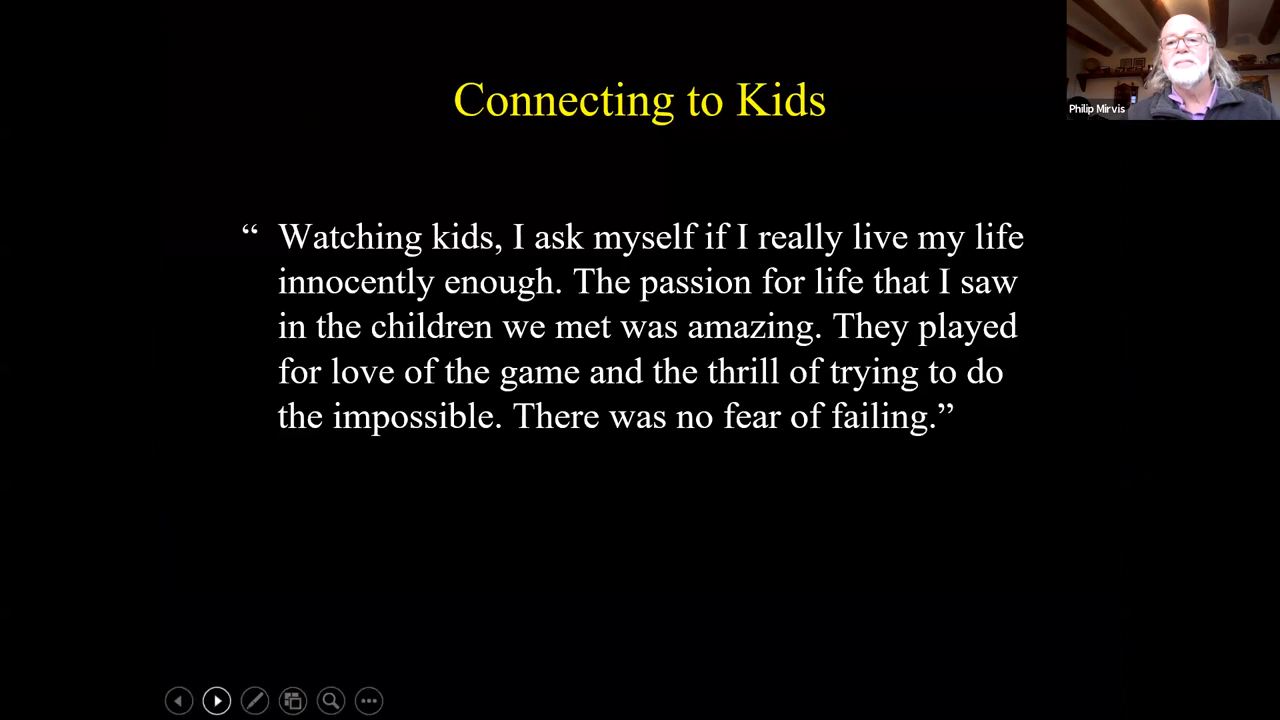 Connecting to Kids
Philip Mirvis
“ Watching kids, I ask myself if I really live my life
innocently enough. The passion for life that I saw
in the children we met was amazing. They played
for love of the game and the thrill of trying to do
the impossible. There was no fear of failing.”